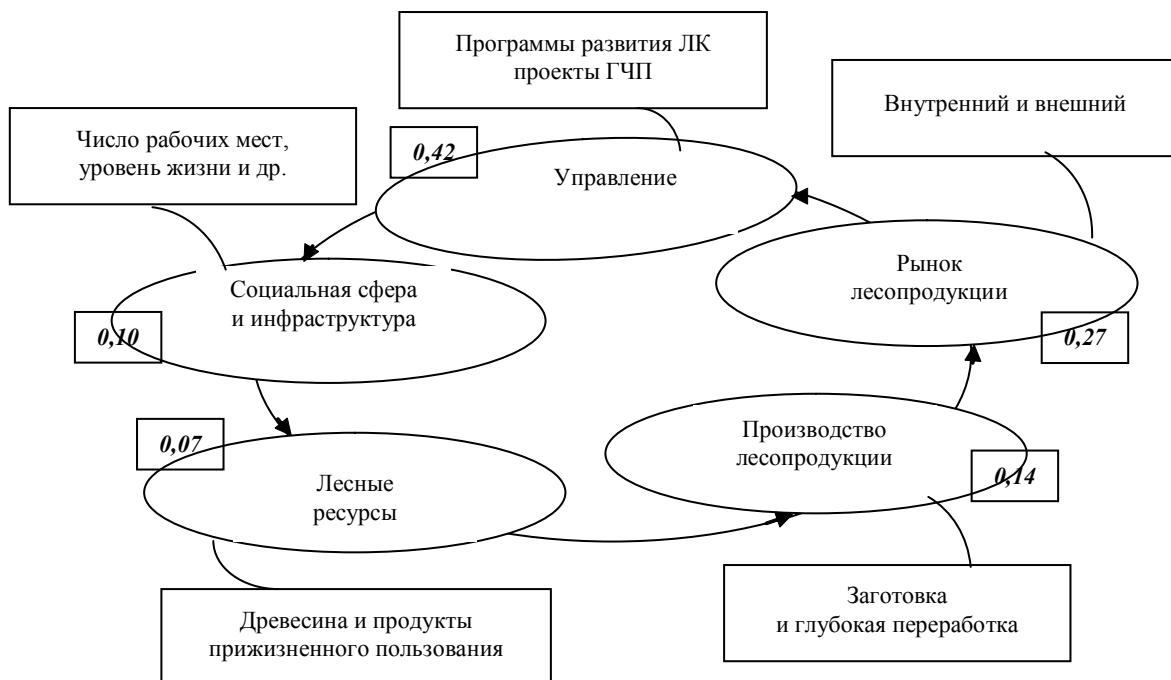 Программы развития ЛК
проекты ГЧП
Внутренний и внешний
Число рабочих мест,
уровень жизни и др.
0,42
Управление
Рынок
лесопродукции
0,27
Социальная сфера
и инфраструктура
0,10
Производство
лесопродукции
0,14
0,07
Лесные
ресурсы
Заготовка
и глубокая переработка
Древесина и продукты
прижизненного пользования